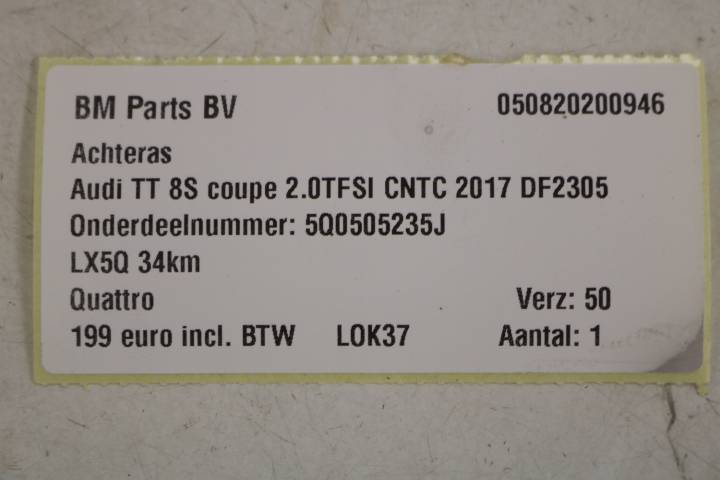 BM Parts BV 050820200946
Achteras
Audi TT 8S coupe 2.0TFSI CNTC 2017 DF2305
Onderdeelnummer: 5Q0505235J
LX5Q 34km
Quattro Verz: 50
199 euro incl. BTW LOK37 Aantal: 1